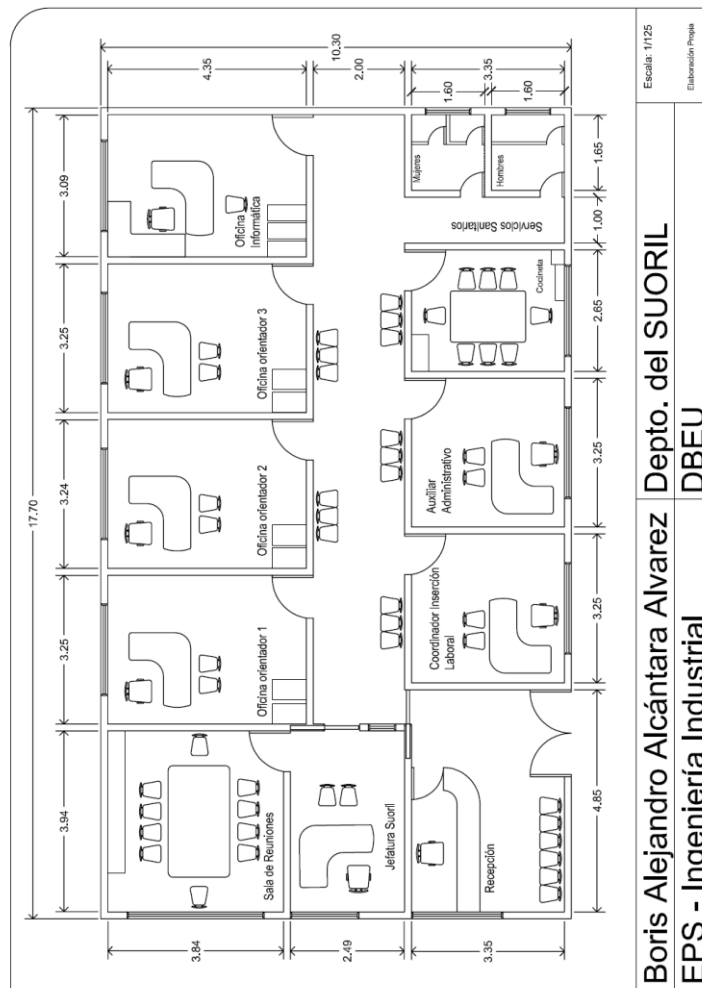 17.70
3.94
3.25
3.24
3.25
3.09
10.30
4.35
2.00
3.35
1.60
1.60
3.84
2.49
3.35
1.65
1.00
2.65
3.25
3.25
4.85
Sala de Reuniones
Oficina orientador 1
Oficina orientador 2
Oficina orientador 3
Oficina
Informática
Jefatura Suoril
Recepción
Coordinador Inserción
Laboral
Auxiliar
Administrativo
Cocineta
Servicios Sanitarios
Mujeres
Hombres
Boris Alejandro Alcántara Alvarez
Depto. del SUORIL
Escala: 1/125
EPS - Ingeniería Industrial
DBEU
Elaboración Propia